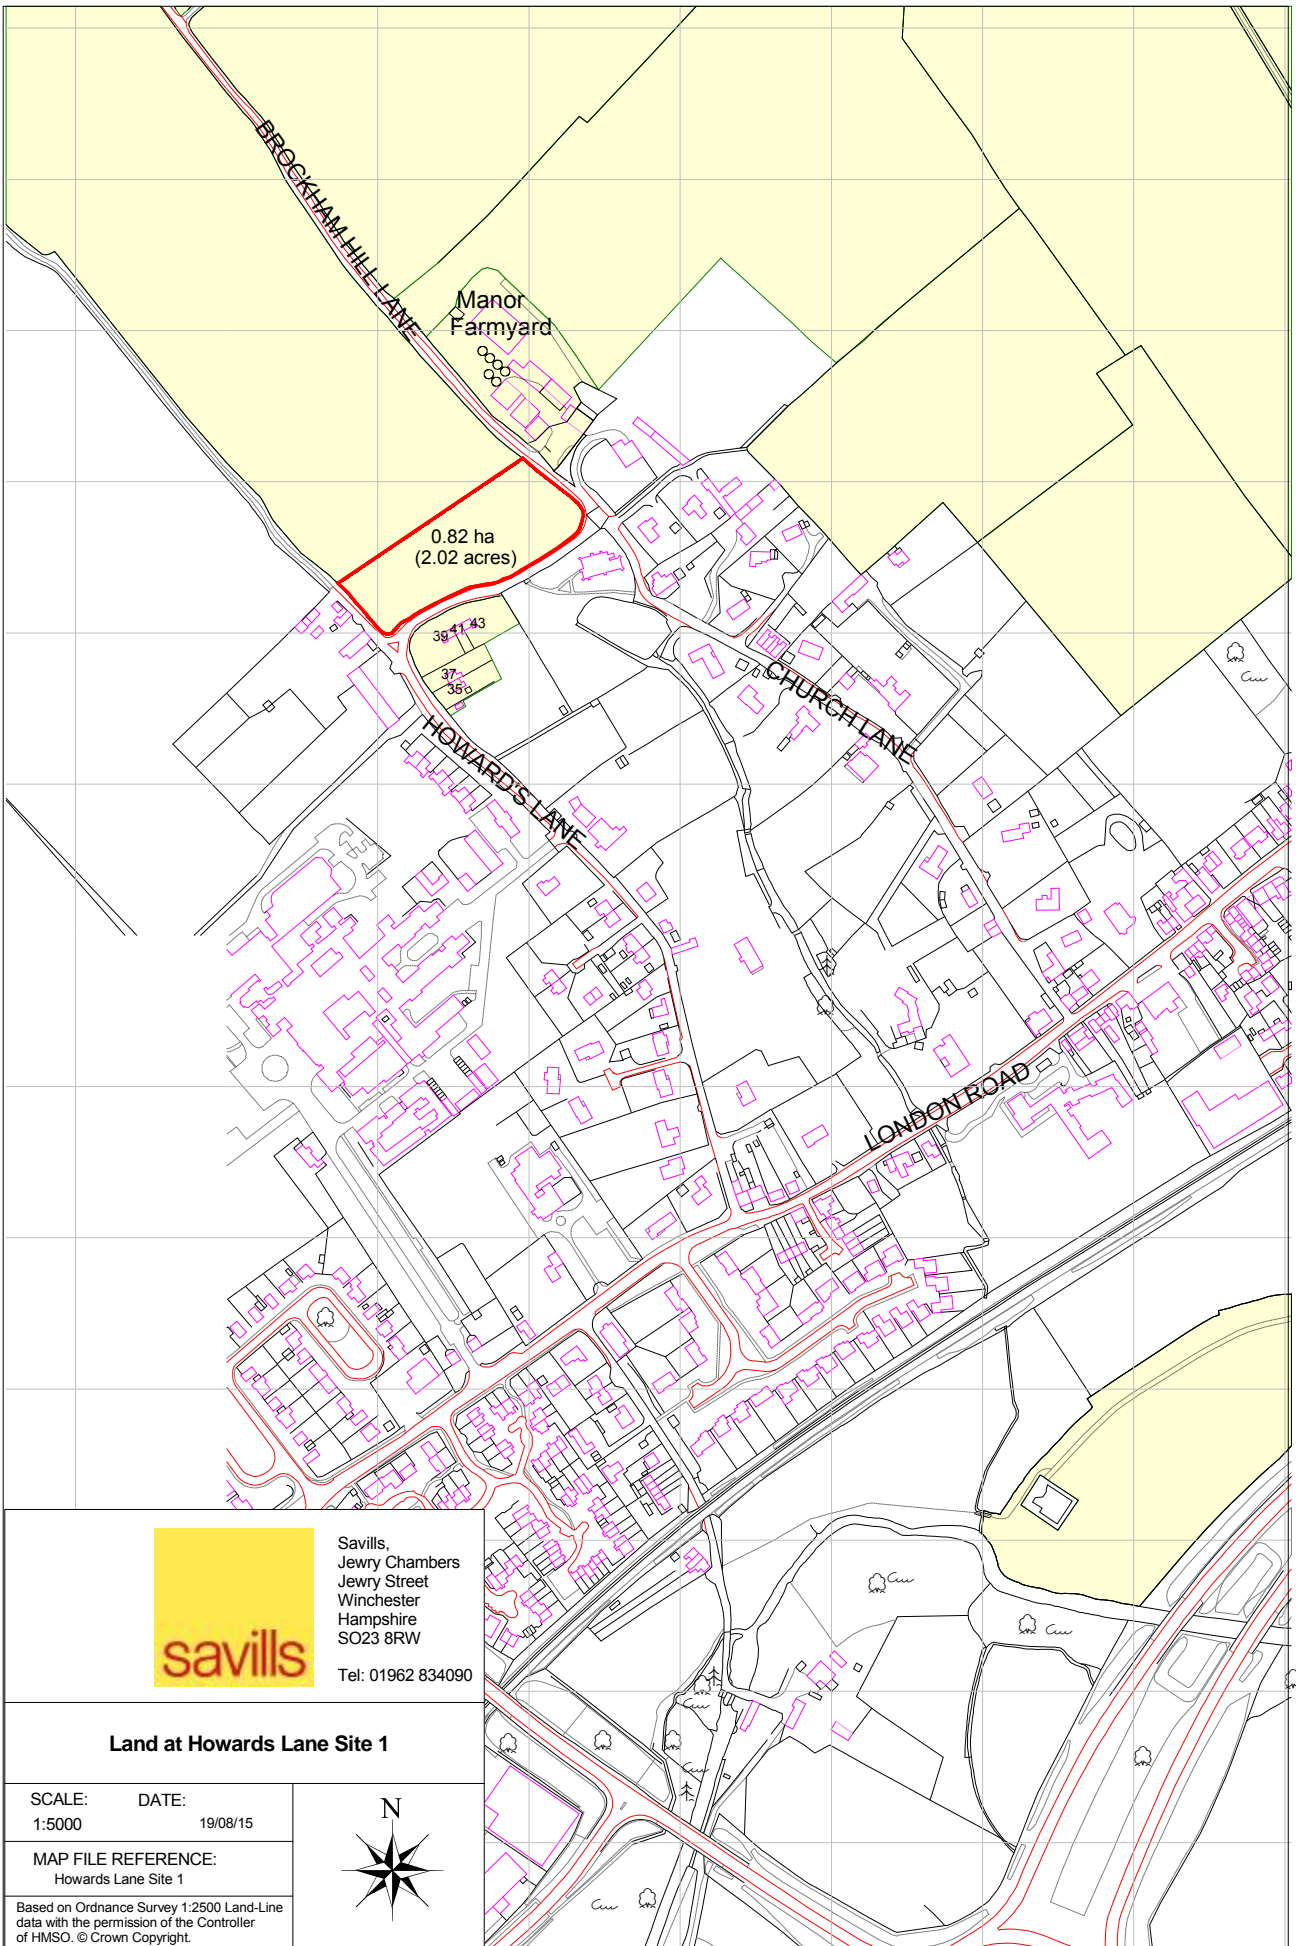 BROCKHAM HILL LANE
Manor
Farmyard
0.82 ha
(2.02 acres)
39 41 43
37
35
HOWARD'S LANE
CHURCH LANE
LONDON ROAD
savills
Savills,
Jewry Chambers
Jewry Street
Winchester
Hampshire
SO23 8RW
Tel: 01962 834090
Land at Howards Lane Site 1
SCALE:
1:5000
DATE:
19/08/15
MAP FILE REFERENCE:
Howards Lane Site 1
Based on Ordnance Survey 1:2500 Land-Line
data with the permission of the Controller
of HMSO. © Crown Copyright.
N